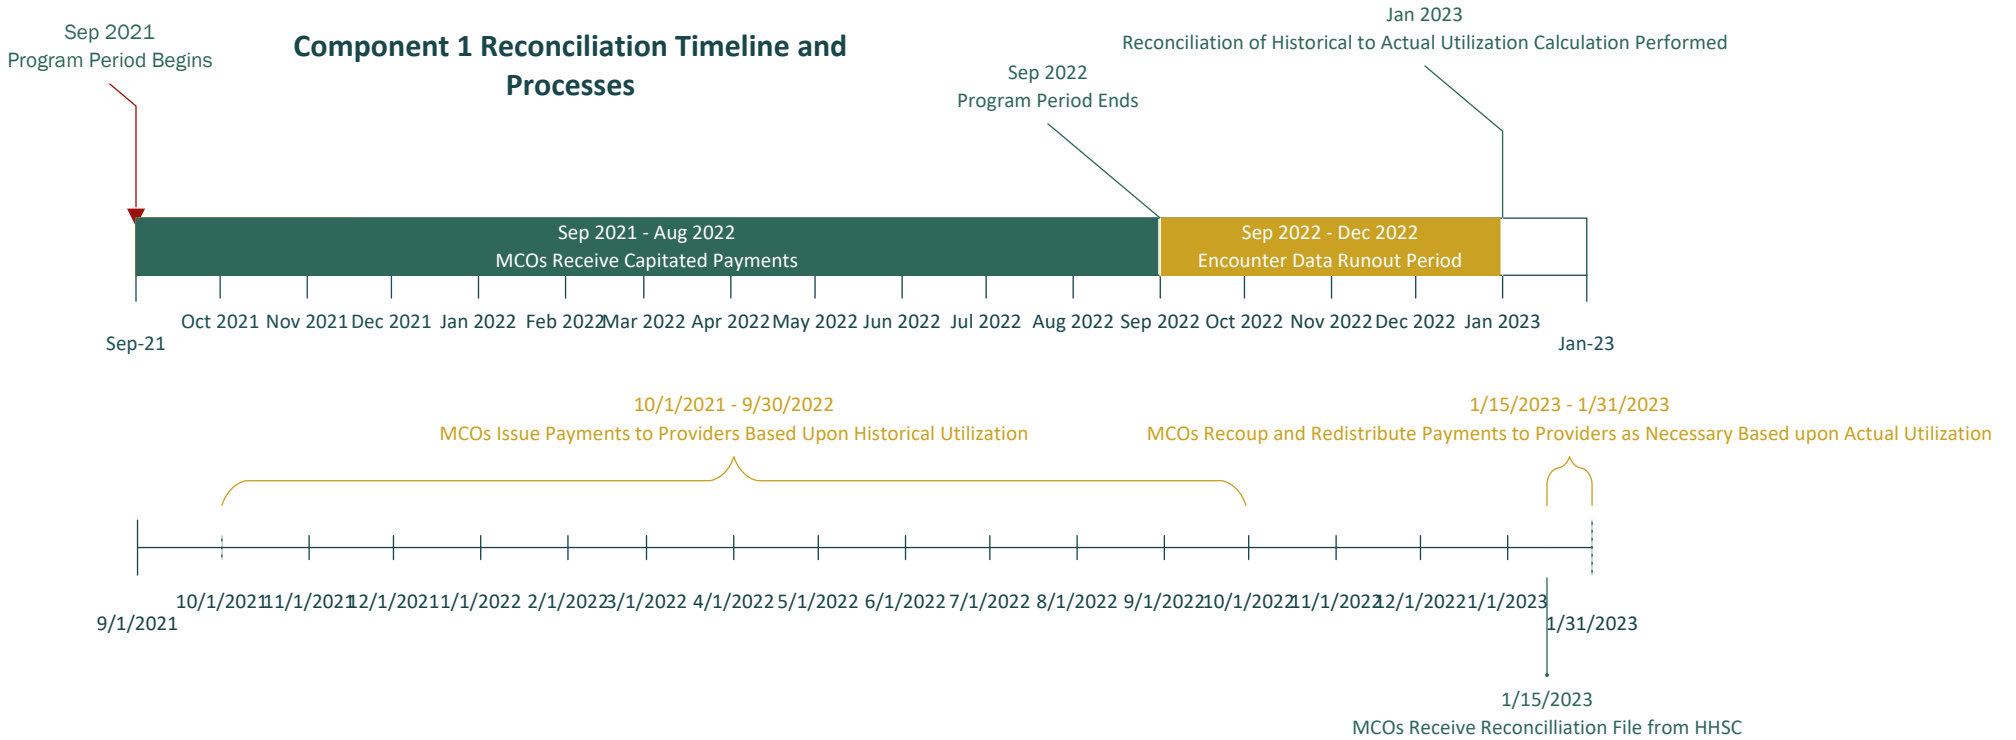 Sep 2021
Program Period Begins
Component 1 Reconciliation Timeline and
Processes
Sep 2022
Program Period Ends
Jan 2023
Reconciliation of Historical to Actual Utilization Calculation Performed
Sep 2021 - Aug 2022
MCOs Receive Capitated Payments
Sep 2022 - Dec 2022
Encounter Data Runout Period
Oct 2021 Nov 2021 Dec 2021 Jan 2022 Feb 2022 Mar 2022 Apr 2022 May 2022 Jun 2022 Jul 2022 Aug 2022 Sep 2022 Oct 2022 Nov 2022 Dec 2022 Jan 2023
Sep-21 Jan-23
10/1/2021 - 9/30/2022
MCOs Issue Payments to Providers Based Upon Historical Utilization
1/15/2023 - 1/31/2023
MCOs Recoup and Redistribute Payments to Providers as Necessary Based upon Actual Utilization
10/1/2021 11/1/2021 12/1/2021 1/1/2022 2/1/2022 3/1/2022 4/1/2022 5/1/2022 6/1/2022 7/1/2022 8/1/2022 9/1/2022 10/1/2022 11/1/2022 12/1/2022 1/1/2023
9/1/2021 1/31/2023
1/15/2023
MCOs Receive Reconcilliation File from HHSC